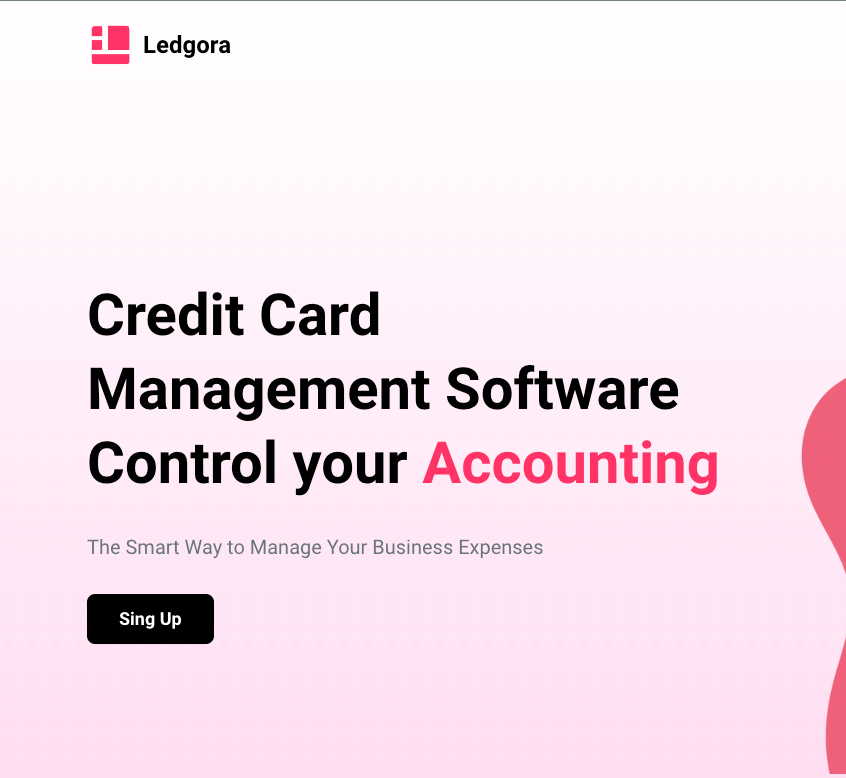 Ledgora
Credit Card
Management Software
Control your Accounting
The Smart Way to Manage Your Business Expenses
Sing Up